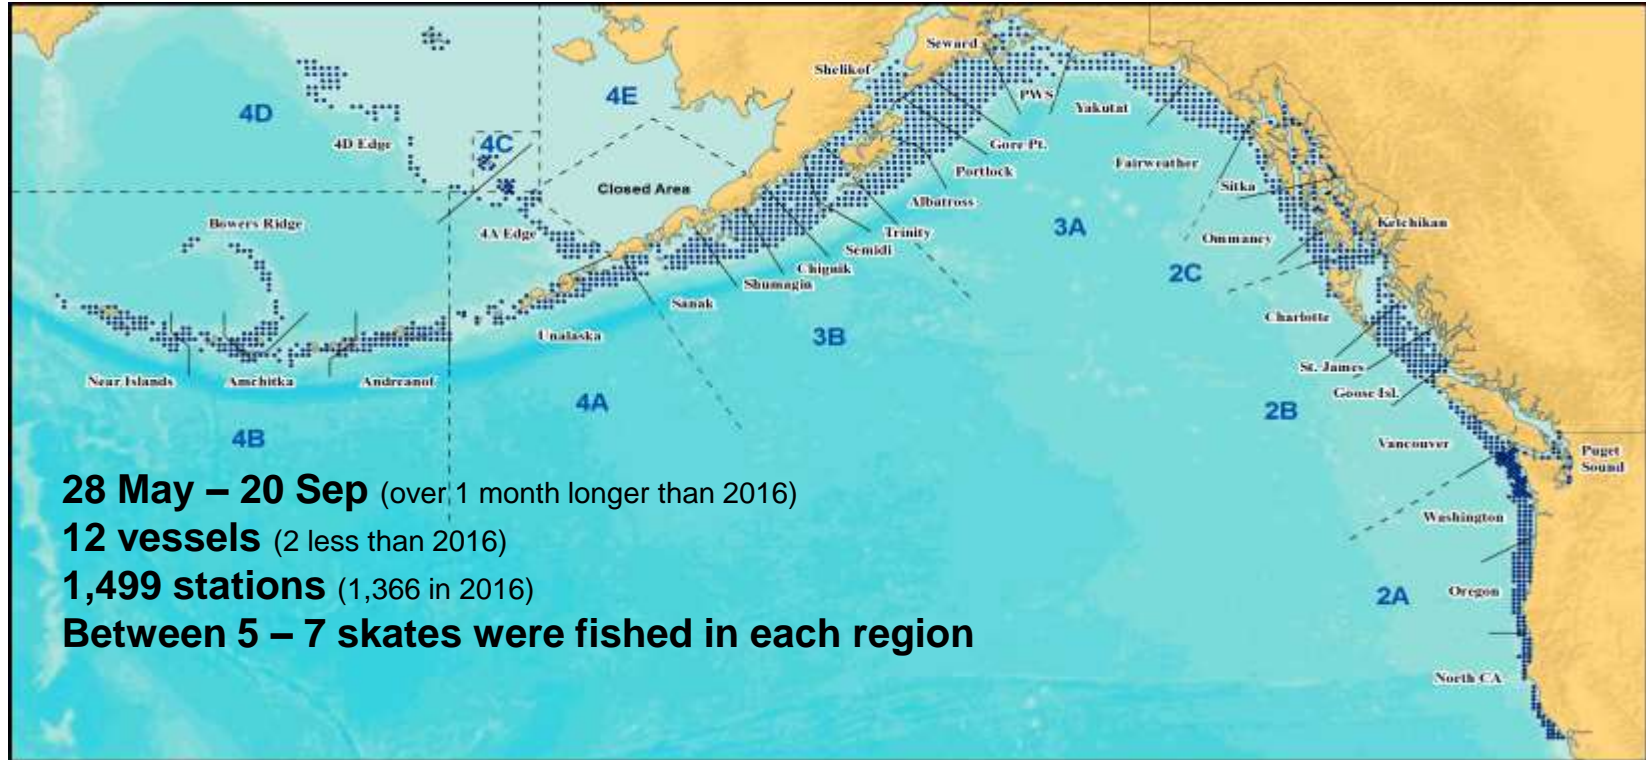 Seward
Shelikof
4E
PWS
4D
Yakutat
4D Edge
4C
Gore Pt.
Fairweather
Portlock
Closed Area
Sitka
Albatross
Bowers Ridge
3A
Ketchikan
4A Edge
Trinity
Ommaney
Semidi
Chignik
2C
Shumagin
Sanak
Charlotte
Unalaska
3B
St. James
Near Islands
Amchitka
Andreanof
Goose Isl.
4A
2B
4B
Vancouver
Puget
Sound
28 May – 20 Sep (over 1 month longer than 2016)
Washington
12 vessels (2 less than 2016)
1,499 stations (1,366 in 2016)
2A
Oregon
Between 5 – 7 skates were fished in each region
North CA